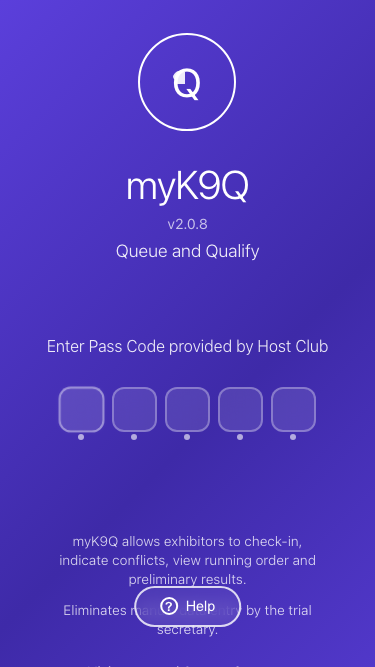 Q
myK9Q
v2.0.8
Queue and Qualify
Enter Pass Code provided by Host Club
myK9Q allows exhibitors to check-in,
indicate conflicts, view running order and
preliminary results.
Eliminates by the trial
? Help
secretary.